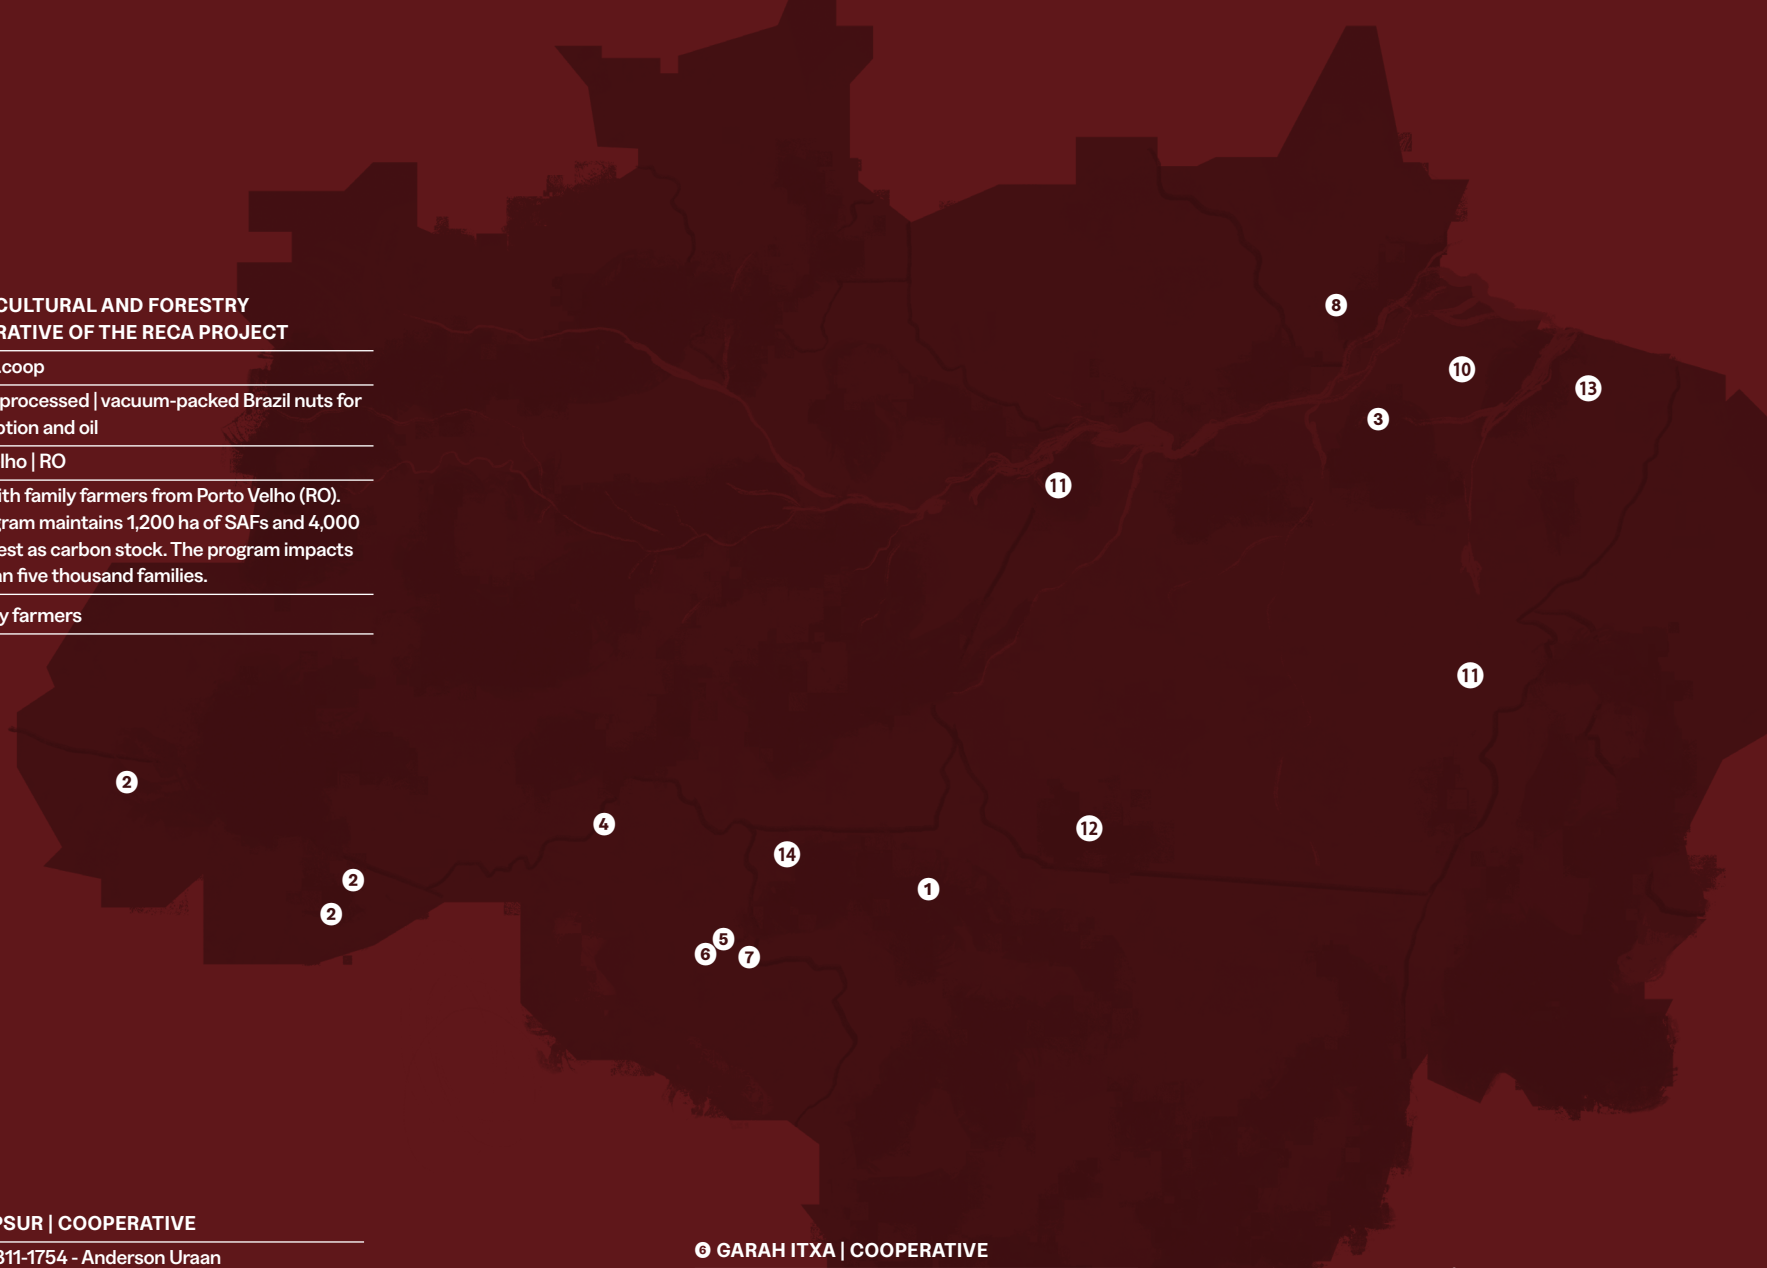 CULTURAL AND FORESTRY
RATIVE OF THE RECA PROJECT
.coop
processed | vacuum-packed Brazil nuts for
ption and oil
lho | RO
ith family farmers from Porto Velho (RO).
gram maintains 1,200 ha of SAFs and 4,000
est as carbon stock. The program impacts
an five thousand families.
y farmers
8
10
13
3
11
11
2
4
12
14
2
1
2
5
6
7
PSUR | COOPERATIVE
311-1754 - Anderson Uraan
6 GARAH ITXA | COOPERATIVE